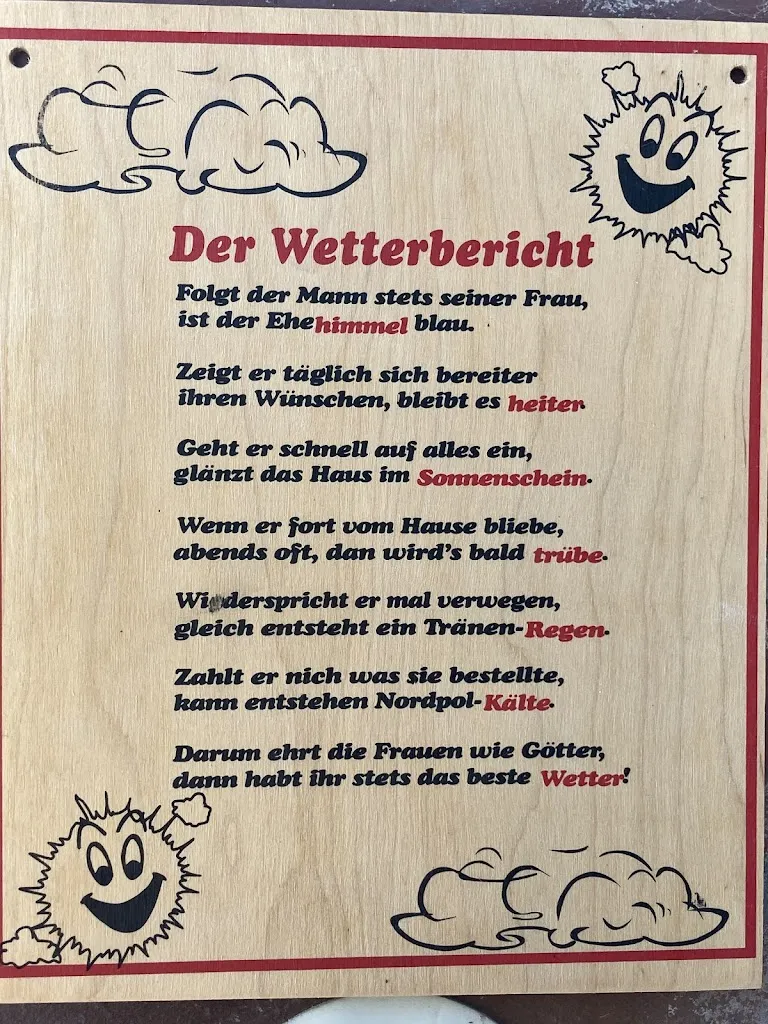 Der Wetterbericht
Folgt der Mann stets seiner Frau,
ist der Ehehimmel blau.
Zeigt er täglich sich bereiter
ihren Wünschen, bleibt es heiter.
Geht er schnell auf alles ein,
glänzt das Haus im Sonnenschein.
Wenn er fort vom Hause bliebe,
abends oft, dan wird's bald trübe.
Wiederspricht er mal verwegen,
gleich entsteht ein Tränen-Regen.
Zahlt er nich was sie bestellte,
kann entstehen Nordpol-Kälte.
Darum ehrt die Frauen wie Götter,
dann habt ihr stets das beste Wetter!